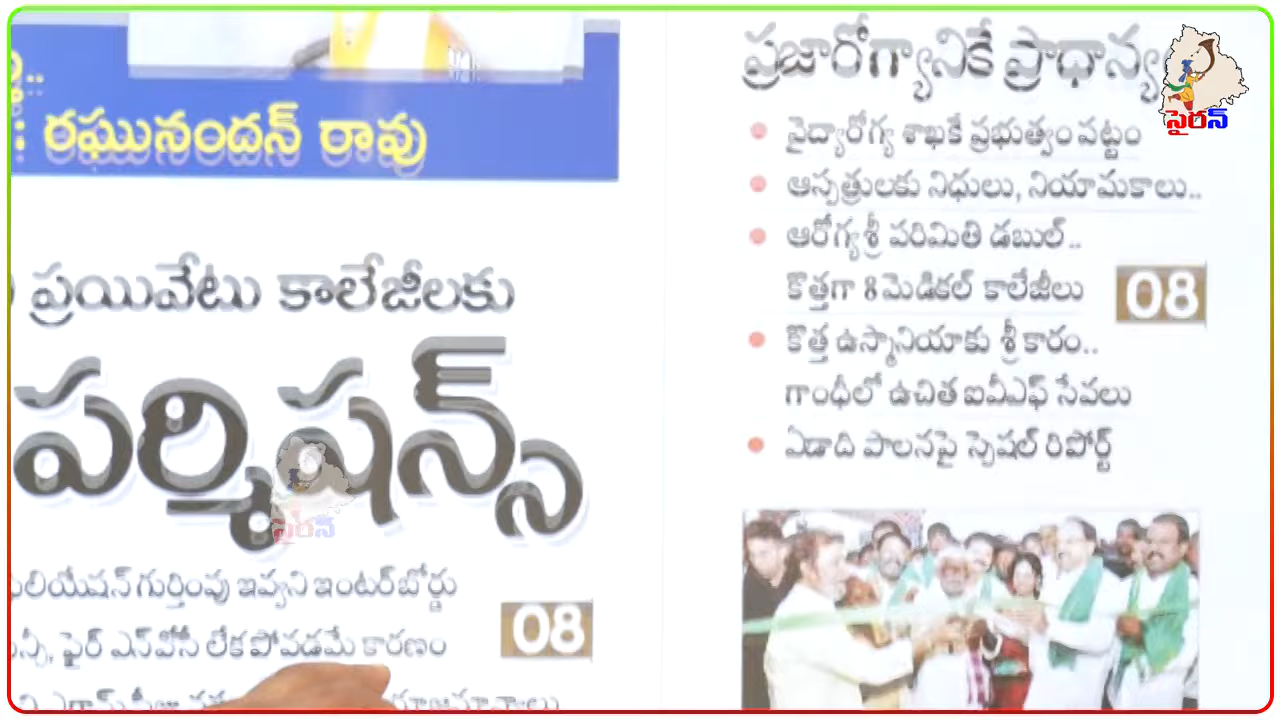 : రఘునందన్ రావు
ప్రయివేటు కాలేజీలకు
పర్మిషన్స్
గుర్తింపు ఇవ్వని ఇంటర్ బోర్డు
ఫైర్ ఎన్‌వోసీ లేకపోవడమే కారణం
08
ప్రజారోగ్యానికే ప్రాధాన్య
వైద్యారోగ్య శాఖకే ప్రభుత్వం పట్టం
ఆస్పత్రులకు నిధులు, నియామకాలు..
ఆరోగ్యశ్రీ పరిమితి డబుల్..
కొత్తగా 8 మెడికల్ కాలేజీలు
08
కొత్త ఉస్మానియాకు శ్రీకారం..
గాంధీలో ఉచిత ఐవీఎఫ్ సేవలు
ఏడాది పాలనపై స్పెషల్ రిపోర్ట్
సైరన్
సైరన్